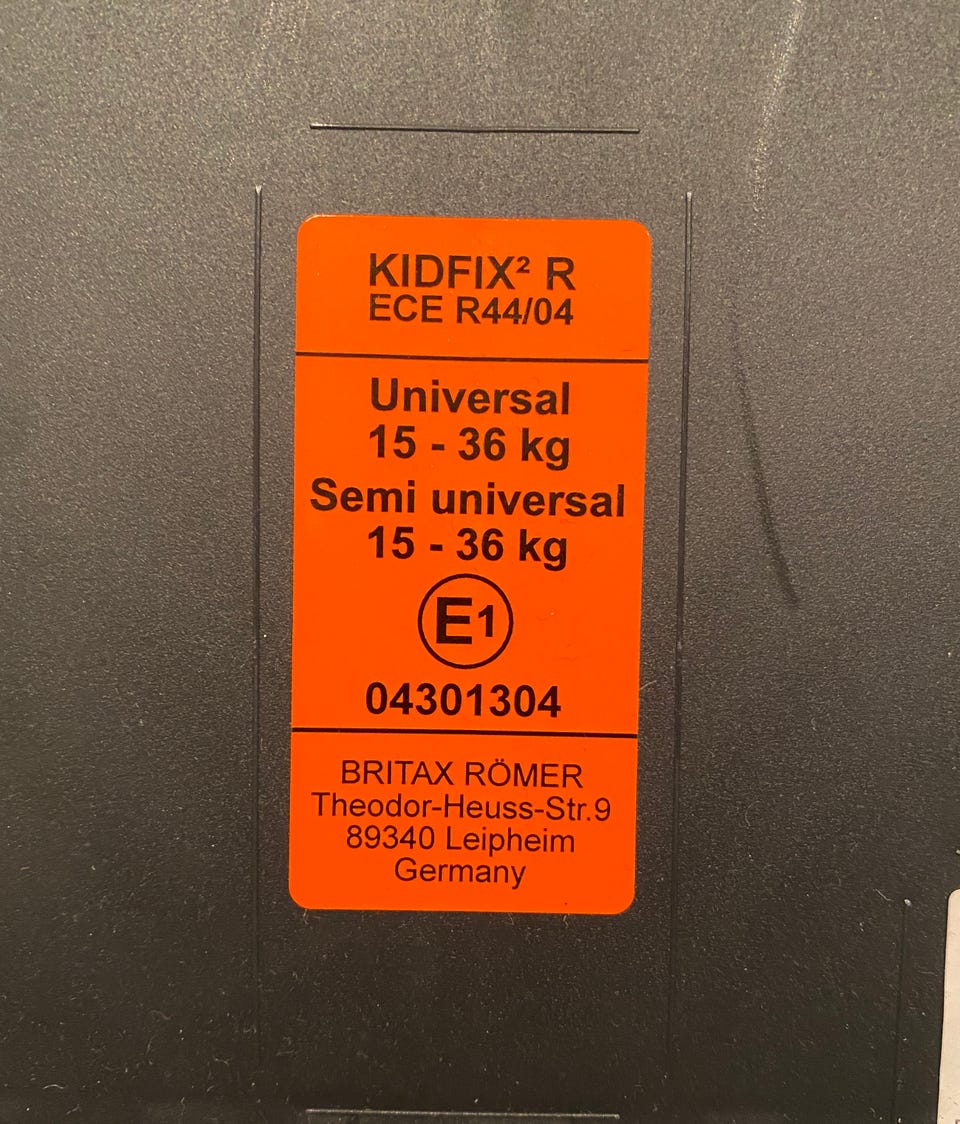 KIDFIX² R
ECE R44/04
Universal
15 - 36 kg
Semi universal
15 - 36 kg
E1
04301304
BRITAX RÖMER
Theodor-Heuss-Str.9
89340 Leipheim
Germany